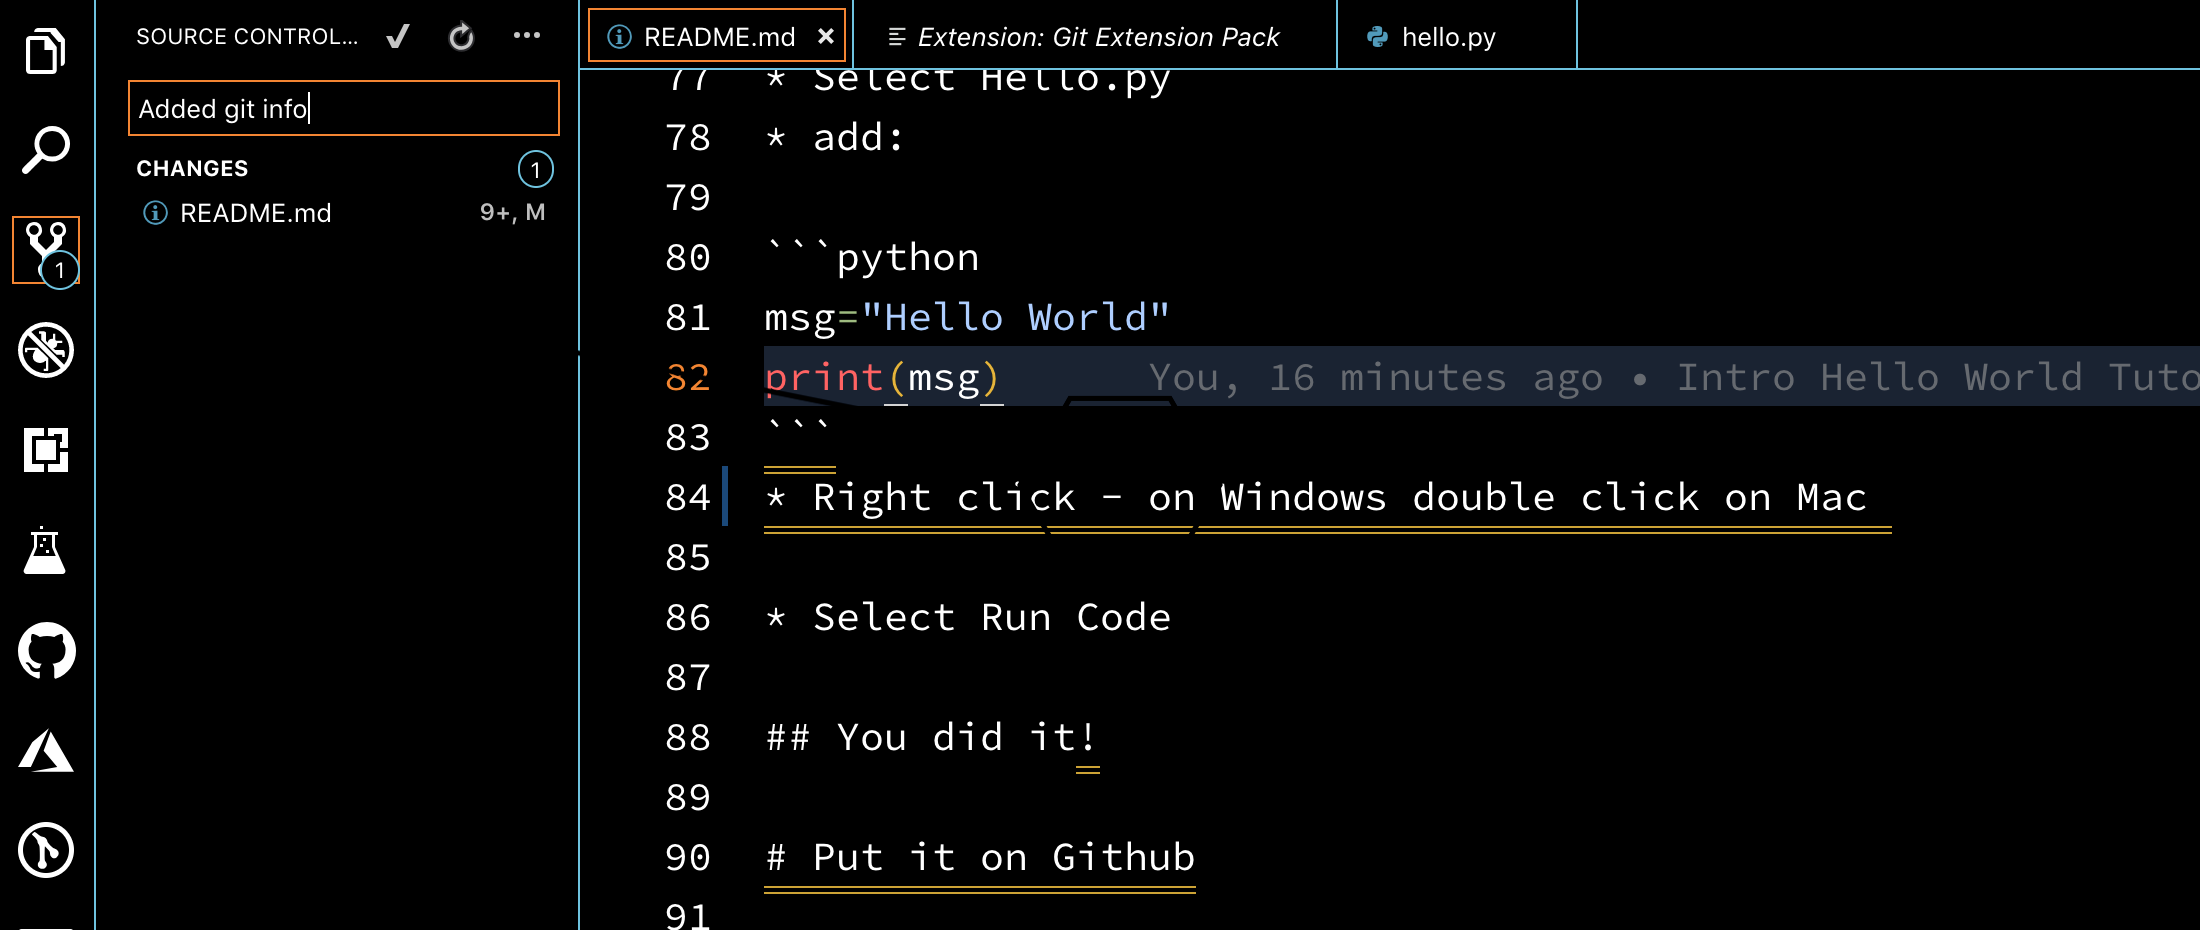 SOURCE CONTROL...
Added git info
CHANGES 1
README.md 9+, M
1
README.md Extension: Git Extension Pack hello.py
77 * Select Hello.py
78 * add:
79
80 ```python
81 msg="Hello World"
82 print(msg) You, 16 minutes ago • Intro Hello World Tuto
83 ```
84 * Right click - on Windows double click on Mac
85
86 * Select Run Code
87
88 ## You did it!
89
90 # Put it on Github
91